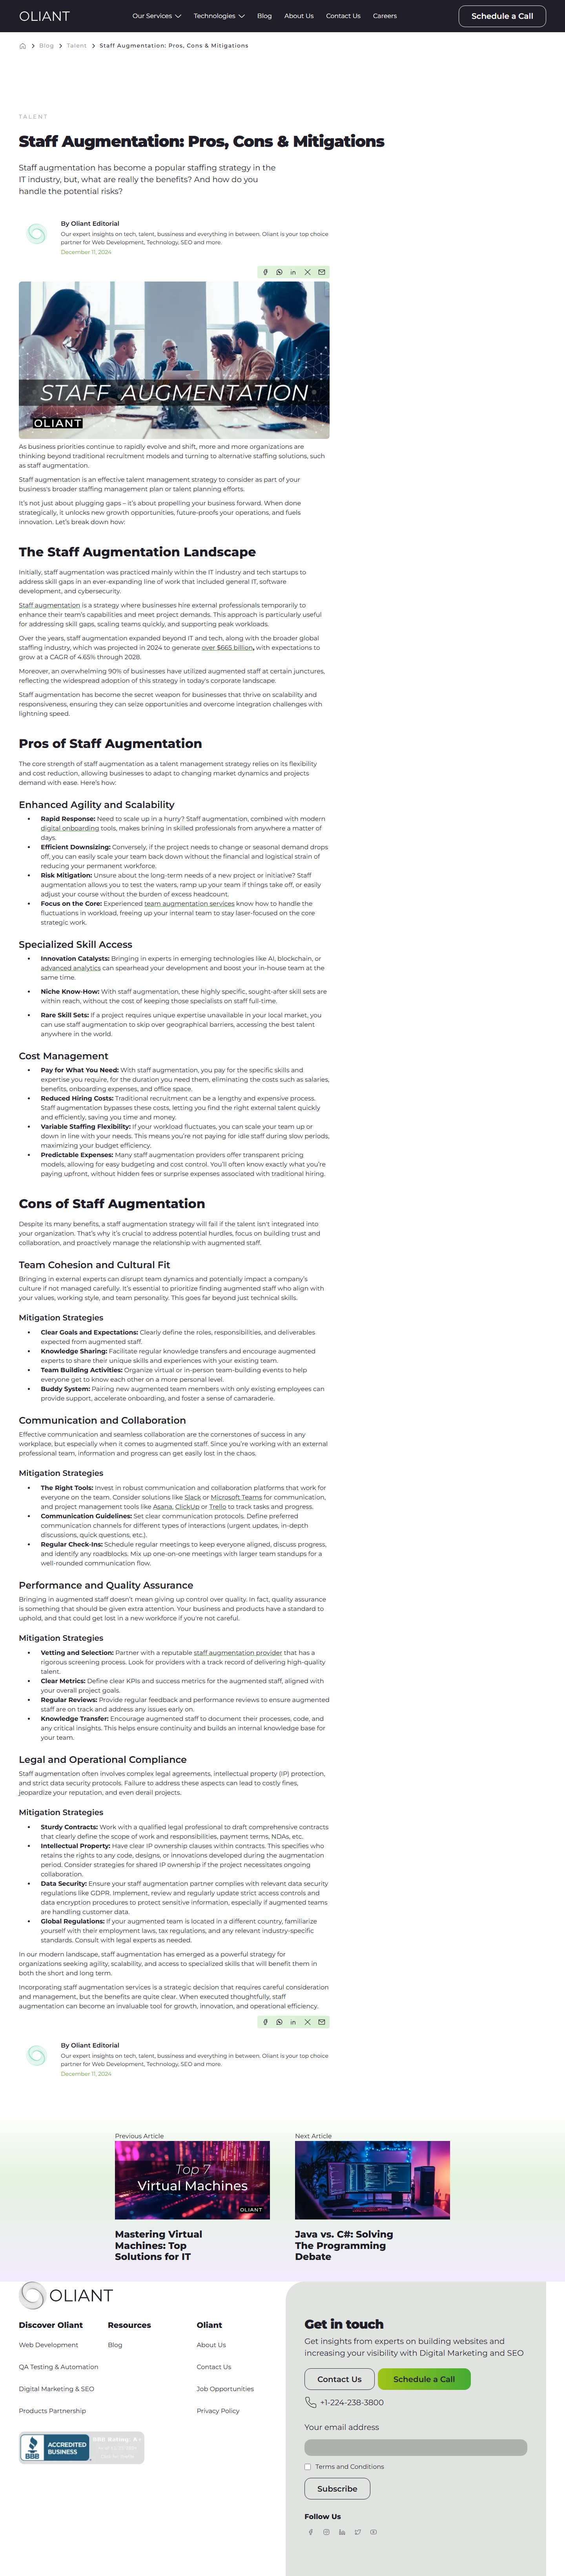 OLIANT
Our Services
Technologies
Blog
About Us
Contact Us
Careers
Schedule a Call
Blog
Talent
Staff Augmentation: Pros, Cons & Mitigations
TALENT
Staff Augmentation: Pros, Cons & Mitigations
Staff augmentation has become a popular staffing strategy in the
IT industry, but, what are really the benefits? And how do you
handle the potential risks?
By Oliant Editorial
Our expert insights on tech, talent, bussiness and everything in between. Oliant is your top choice
partner for Web Development, Technology, SEO and more.
December 11, 2024
STAFF AUGMENTATION
OLIANT
As business priorities continue to rapidly evolve and shift, more and more organizations are
thinking beyond traditional recruitment models and turning to alternative staffing solutions, such
as staff augmentation.
Staff augmentation is an effective talent management strategy to consider as part of your
business's broader staffing management plan or talent planning efforts.
It's not just about plugging gaps – it's about propelling your business forward. When done
strategically, it unlocks new growth opportunities, future-proofs your operations, and fuels
innovation. Let's break down how:
The Staff Augmentation Landscape
Initially, staff augmentation was practiced mainly within the IT industry and tech startups to
address skill gaps in an ever-expanding line of work that included general IT, software
development, and cybersecurity.
Staff augmentation is a strategy where businesses hire external professionals temporarily to
enhance their team's capabilities and meet project demands. This approach is particularly useful
for addressing skill gaps, scaling teams quickly, and supporting peak workloads.
Over the years, staff augmentation expanded beyond IT and tech, along with the broader global
staffing industry, which was projected in 2024 to generate over $665 billion, with expectations to
grow at a CAGR of 4.65% through 2028.
Moreover, an overwhelming 90% of businesses have utilized augmented staff at certain junctures,
reflecting the widespread adoption of this strategy in today's corporate landscape.
Staff augmentation has become the secret weapon for businesses that thrive on scalability and
responsiveness, ensuring they can seize opportunities and overcome integration challenges with
lightning speed.
Pros of Staff Augmentation
The core strength of staff augmentation as a talent management strategy relies on its flexibility
and cost reduction, allowing businesses to adapt to changing market dynamics and projects
demand with ease. Here's how:
Enhanced Agility and Scalability
• Rapid Response: Need to scale up in a hurry? Staff augmentation, combined with modern
digital onboarding tools, makes brining in skilled professionals from anywhere a matter of
days.
• Efficient Downsizing: Conversely, if the project needs to change or seasonal demand drops
off, you can easily scale your team back down without the financial and logistical strain of
reducing your permanent workforce.
• Risk Mitigation: Unsure about the long-term needs of a new project or initiative? Staff
augmentation allows you to test the waters, ramp up your team if things take off, or easily
adjust your course without the burden of excess headcount.
• Focus on the Core: Experienced team augmentation services know how to handle the
fluctuations in workload, freeing up your internal team to stay laser-focused on the core
strategic work.
Specialized Skill Access
• Innovation Catalysts: Bringing in experts in emerging technologies like AI, blockchain, or
advanced analytics can spearhead your development and boost your in-house team at the
same time.
• Niche Know-How: With staff augmentation, these highly specific, sought-after skill sets are
within reach, without the cost of keeping those specialists on staff full-time.
• Rare Skill Sets: If a project requires unique expertise unavailable in your local market, you
can use staff augmentation to skip over geographical barriers, accessing the best talent
anywhere in the world.
Cost Management
• Pay for What You Need: With staff augmentation, you pay for the specific skills and
expertise you require, for the duration you need them, eliminating the costs such as salaries,
benefits, onboarding expenses, and office space.
• Reduced Hiring Costs: Traditional recruitment can be a lengthy and expensive process.
Staff augmentation bypasses these costs, letting you find the right external talent quickly
and efficiently, saving you time and money.
• Variable Staffing Flexibility: If your workload fluctuates, you can scale your team up or
down in line with your needs. This means you're not paying for idle staff during slow periods,
maximizing your budget efficiency.
• Predictable Expenses: Many staff augmentation providers offer transparent pricing
models, allowing for easy budgeting and cost control. You'll often know exactly what you're
paying upfront, without hidden fees or surprise expenses associated with traditional hiring.
Cons of Staff Augmentation
Despite its many benefits, a staff augmentation strategy will fail if the talent isn't integrated into
your organization. That's why it's crucial to address potential hurdles, focus on building trust and
collaboration, and proactively manage the relationship with augmented staff.
Team Cohesion and Cultural Fit
Bringing in external experts can disrupt team dynamics and potentially impact a company's
culture if not managed carefully. It's essential to prioritize finding augmented staff who align with
your values, working style, and team personality. This goes far beyond just technical skills.
Mitigation Strategies
• Clear Goals and Expectations: Clearly define the roles, responsibilities, and deliverables
expected from augmented staff.
• Knowledge Sharing: Facilitate regular knowledge transfers and encourage augmented
experts to share their unique skills and experiences with your existing team.
• Team Building Activities: Organize virtual or in-person team-building events to help
everyone get to know each other on a more personal level.
• Buddy System: Pairing new augmented team members with only existing employees can
provide support, accelerate onboarding, and foster a sense of camaraderie.
Communication and Collaboration
Effective communication and seamless collaboration are the cornerstones of success in any
workplace, but especially when it comes to augmented staff. Since you're working with an external
professional team, information and progress can get easily lost in the chaos.
Mitigation Strategies
• The Right Tools: Invest in robust communication and collaboration platforms that work for
everyone on the team. Consider solutions like Slack or Microsoft Teams for communication,
and project management tools like Asana, ClickUp or Trello to track tasks and progress.
• Communication Guidelines: Set clear communication protocols. Define preferred
communication channels for different types of interactions (urgent updates, in-depth
discussions, quick questions, etc.).
• Regular Check-Ins: Schedule regular meetings to keep everyone aligned, discuss progress,
and identify any roadblocks. Mix up one-on-one meetings with larger team standups for a
well-rounded communication flow.
Performance and Quality Assurance
Bringing in augmented staff doesn't mean giving up control over quality. In fact, quality assurance
is something that should be given extra attention. Your business and products have a standard to
uphold, and that could get lost in a new workforce if you're not careful.
Mitigation Strategies
• Vetting and Selection: Partner with a reputable staff augmentation provider that has a
rigorous screening process. Look for providers with a track record of delivering high-quality
talent.
• Clear Metrics: Define clear KPIs and success metrics for the augmented staff, aligned with
your overall project goals.
• Regular Reviews: Provide regular feedback and performance reviews to ensure augmented
staff are on track and address any issues early on.
• Knowledge Transfer: Encourage augmented staff to document their processes, code, and
any critical insights. This helps ensure continuity and builds an internal knowledge base for
your team.
Legal and Operational Compliance
Staff augmentation often involves complex legal agreements, intellectual property (IP) protection,
and strict data security protocols. Failure to address these aspects can lead to costly fines,
jeopardize your reputation, and even derail projects.
Mitigation Strategies
• Sturdy Contracts: Work with a qualified legal professional to draft comprehensive contracts
that clearly define the scope of work and responsibilities, payment terms, NDAs, etc.
• Intellectual Property: Have clear IP ownership clauses within contracts. This specifies who
retains the rights to any code, designs, or innovations developed during the augmentation
period. Consider strategies for shared IP ownership if the project necessitates ongoing
collaboration.
• Data Security: Ensure your staff augmentation partner complies with relevant data security
regulations like GDPR. Implement, review and regularly update strict access controls and
data encryption procedures to protect sensitive information, especially if augmented teams
are handling customer data.
• Global Regulations: If your augmented team is located in a different country, familiarize
yourself with their employment laws, tax regulations, and any relevant industry-specific
standards. Consult with legal experts as needed.
In our modern landscape, staff augmentation has emerged as a powerful strategy for
organizations seeking agility, scalability, and access to specialized skills that will benefit them in
both the short and long term.
Incorporating staff augmentation services is a strategic decision that requires careful consideration
and management, but the benefits are quite clear. When executed thoughtfully, staff
augmentation can become an invaluable tool for growth, innovation, and operational efficiency.
By Oliant Editorial
Our expert insights on tech, talent, bussiness and everything in between. Oliant is your top choice
partner for Web Development, Technology, SEO and more.
December 11, 2024
Previous Article
Top 7
Virtual Machines
OLIANT
Mastering Virtual
Machines: Top
Solutions for IT
Next Article
Java vs. C#: Solving
The Programming
Debate
OLIANT
Discover Oliant
Web Development
QA Testing & Automation
Digital Marketing & SEO
Products Partnership
Resources
Blog
Oliant
About Us
Contact Us
Job Opportunities
Privacy Policy
BBB
ACCREDITED
BUSINESS
BBB Rating: A+
Get in touch
Get insights from experts on building websites and
increasing your visibility with Digital Marketing and SEO
Contact Us
Schedule a Call
+1-224-238-3800
Your email address
Terms and Conditions
Subscribe
Follow Us